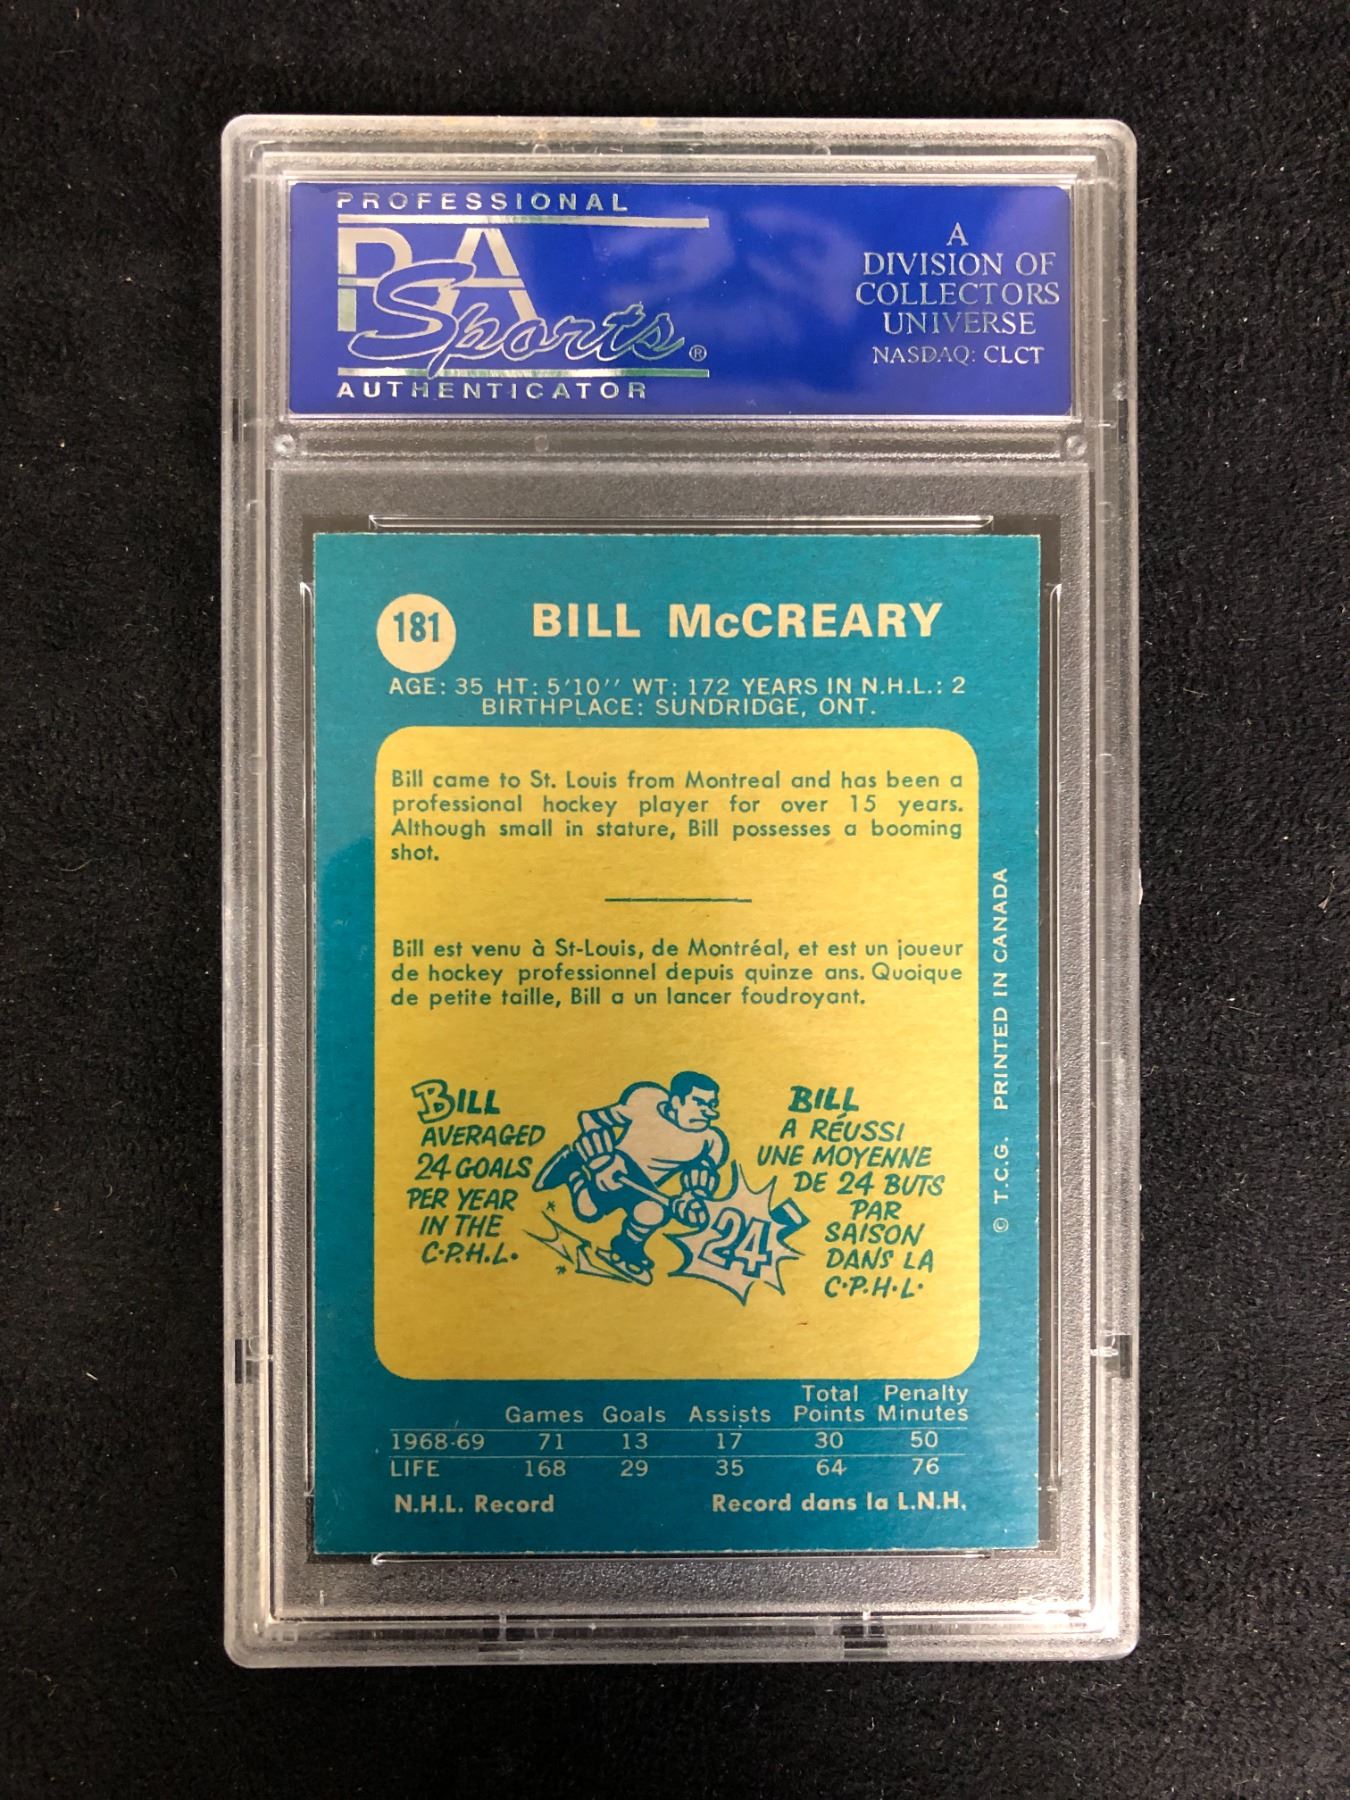 PROFESSIONAL
PSA
Sports®
AUTHENTICATOR
A
DIVISION OF
COLLECTORS
UNIVERSE
NASDAQ: CLCT
181
BILL McCREARY
AGE: 35 HT: 5'10'' WT: 172 YEARS IN N.H.L.: 2
BIRTHPLACE: SUNDRIDGE, ONT.
Bill came to St. Louis from Montreal and has been a
professional hockey player for over 15 years.
Although small in stature, Bill possesses a booming
shot.
Bill est venu à St-Louis, de Montréal, et est un joueur
de hockey professionnel depuis quinze ans. Quoique
de petite taille, Bill a un lancer foudroyant.
BILL
AVERAGED
24 GOALS
PER YEAR
IN THE
C.P.H.L.
24
BILL
A RÉUSSI
UNE MOYENNE
DE 24 BUTS
PAR
SAISON
DANS LA
C.P.H.L.
© T.C.G. PRINTED IN CANADA
Games Goals Assists Total Points Penalty Minutes
1968-69 71 13 17 30 50
LIFE 168 29 35 64 76
N.H.L. Record Record dans la L.N.H.